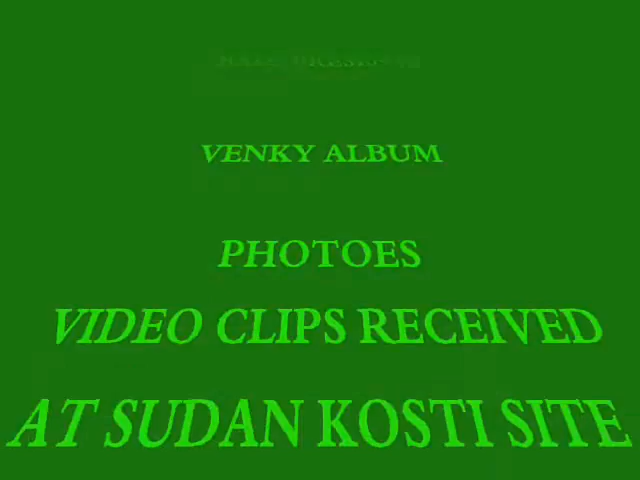 VENKY ALBUM
PHOTOES
VIDEO CLIPS RECEIVED
AT SUDAN KOSTI SITE